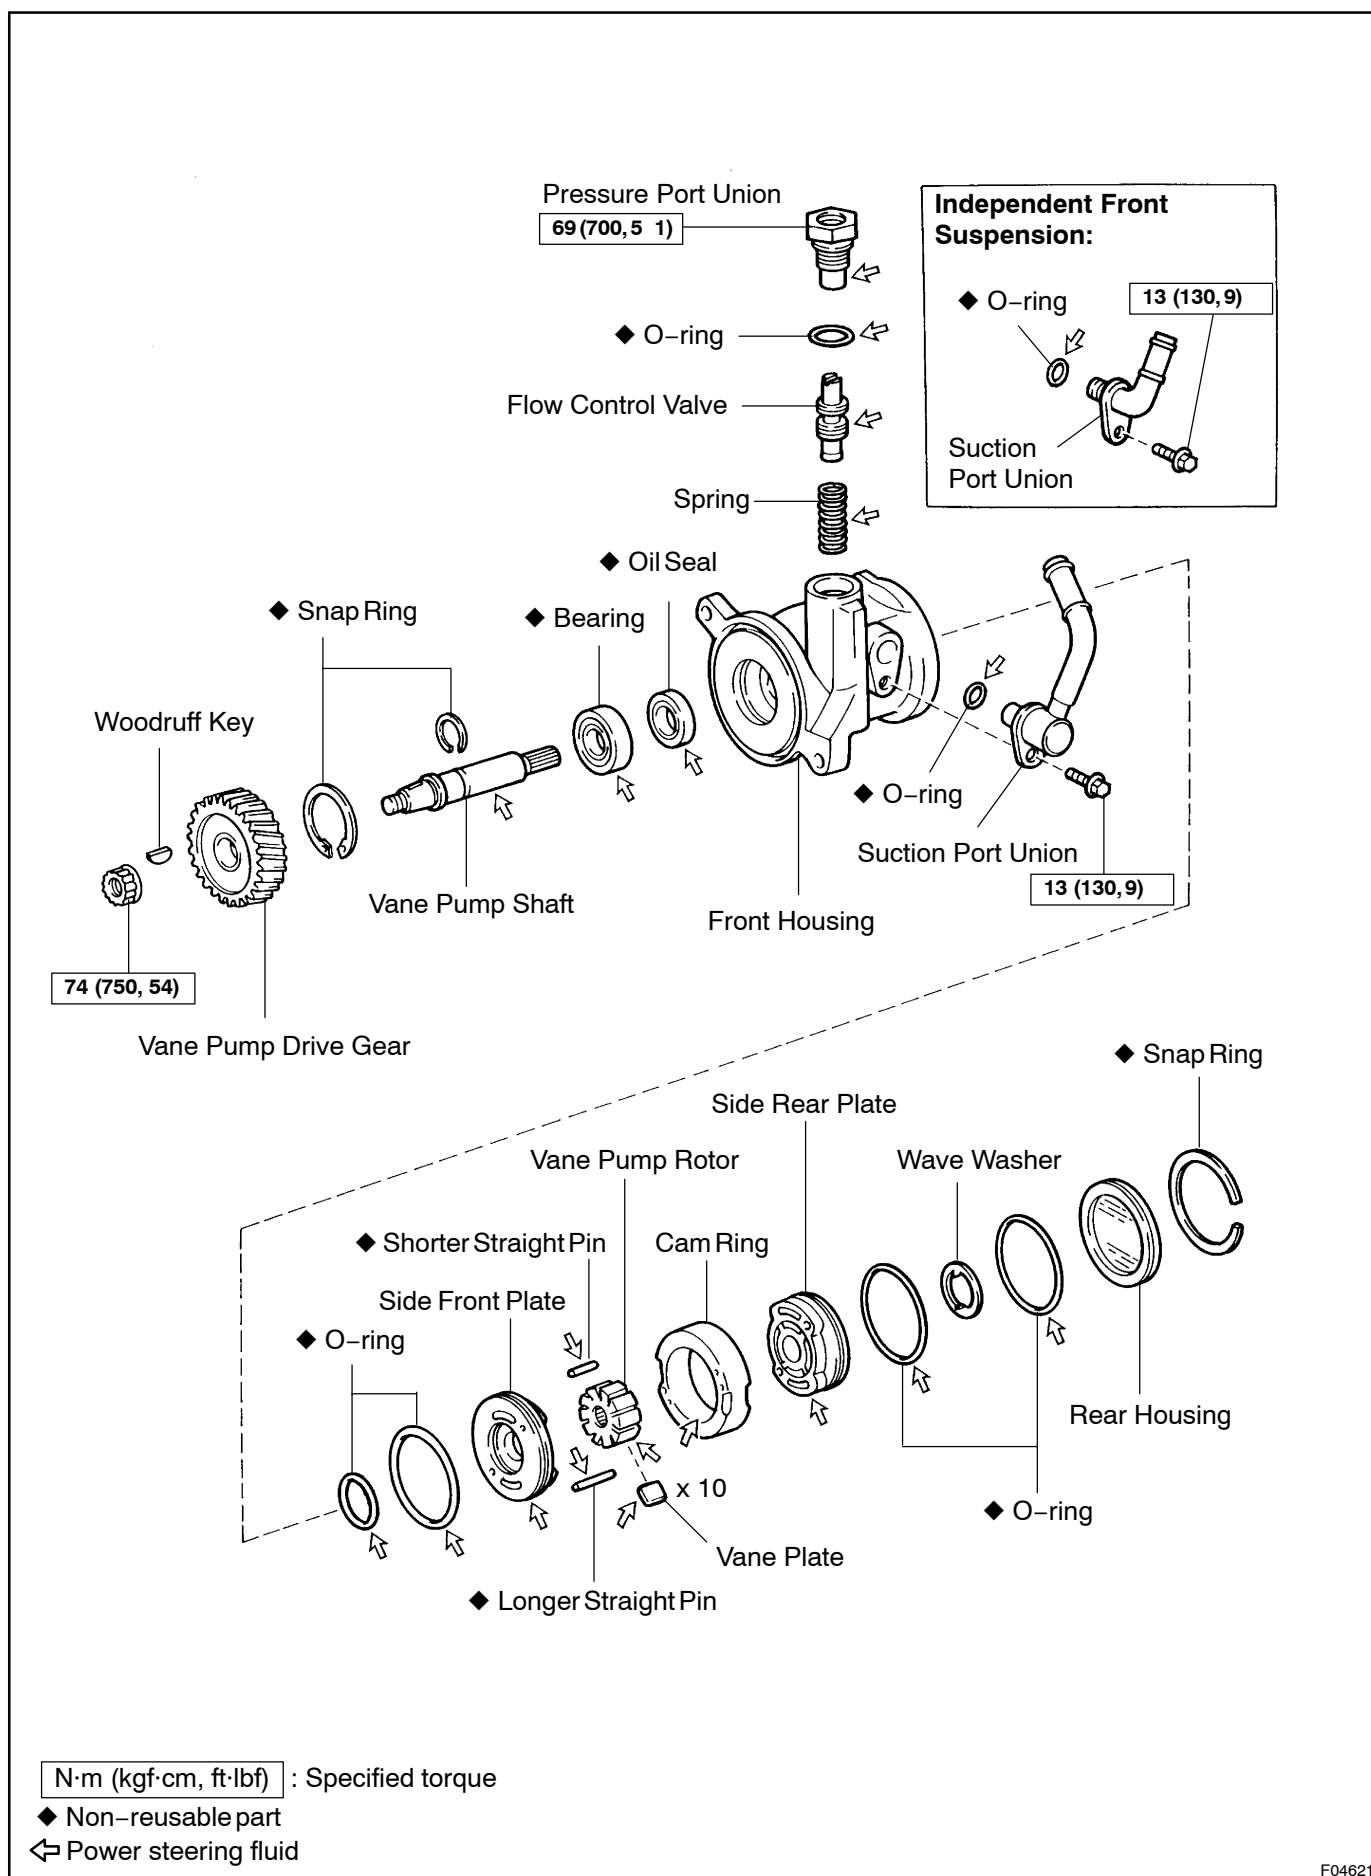 Pressure Port Union
69 (700, 5 1)
Independent Front
Suspension:
◆ O-ring
13 (130, 9)
Suction
Port Union
◆ O-ring
Flow Control Valve
Spring
◆ Oil Seal
◆ Snap Ring
◆ Bearing
Woodruff Key
◆ O-ring
Suction Port Union
13 (130, 9)
Vane Pump Shaft
Front Housing
74 (750, 54)
Vane Pump Drive Gear
◆ Snap Ring
Side Rear Plate
Vane Pump Rotor
Wave Washer
◆ Shorter Straight Pin
Cam Ring
Side Front Plate
◆ O-ring
Rear Housing
x 10
◆ O-ring
Vane Plate
◆ Longer Straight Pin
N·m (kgf·cm, ft·lbf) : Specified torque
◆ Non-reusable part
Power steering fluid
F04621